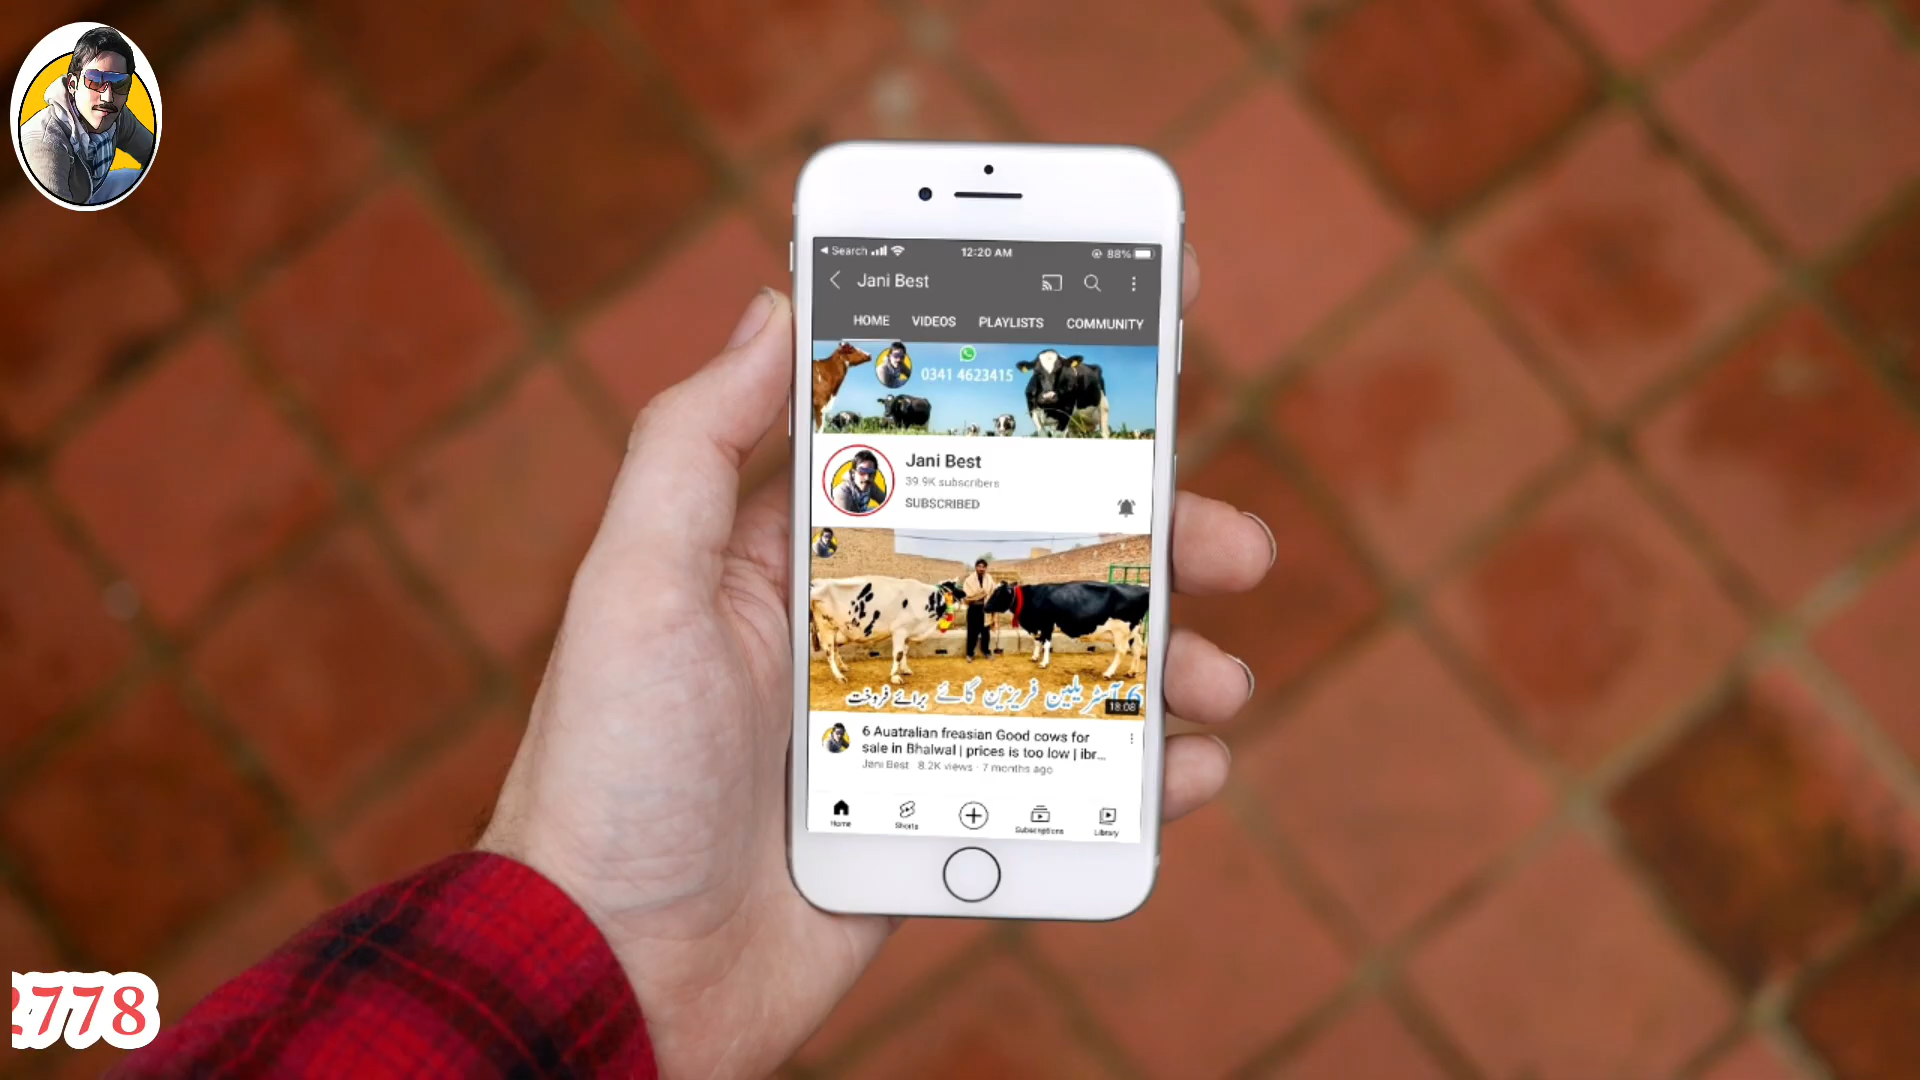 Search
12:20 AM
88%
Jani Best
HOME VIDEOS PLAYLISTS COMMUNITY
0341 4623415
Jani Best
39.9K subscribers
SUBSCRIBED
6 آسٹریلین فریزین گائے برائے فروخت
18:08
6 Auatralian freasian Good cows for
sale in Bhalwal | prices is too low | ibr...
Jani Best 8.2K views · 7 months ago
Home Shorts Subscriptions Library
2778